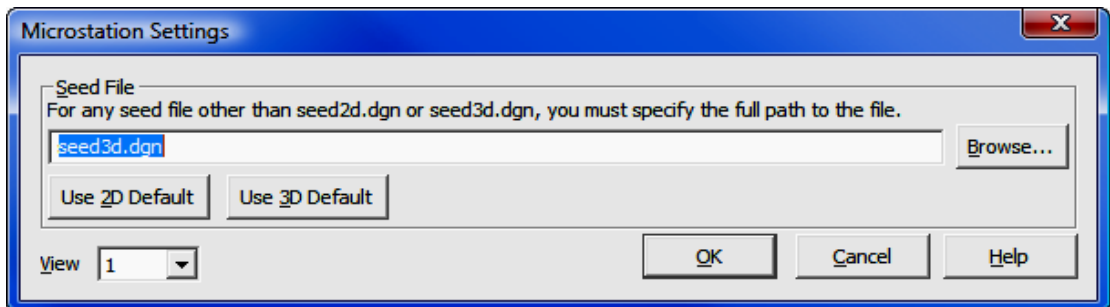 Microstation Settings
X
Seed File
For any seed file other than seed2d.dgn or seed3d.dgn, you must specify the full path to the file.
seed3d.dgn
Browse...
Use 2D Default Use 3D Default
View 1 OK Cancel Help